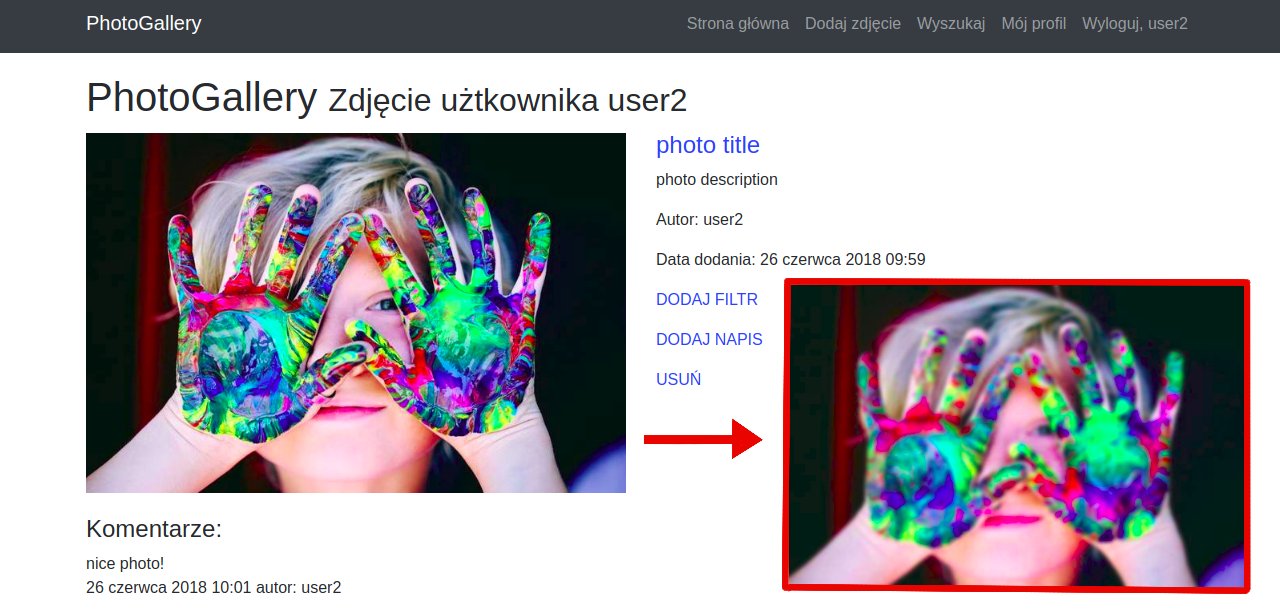 PhotoGallery
Strona główna Dodaj zdjęcie Wyszukaj Mój profil Wyloguj, user2
PhotoGallery Zdjęcie użtkownika user2
photo title
photo description
Autor: user2
Data dodania: 26 czerwca 2018 09:59
DODAJ FILTR
DODAJ NAPIS
USUŃ
Komentarze:
nice photo!
26 czerwca 2018 10:01 autor: user2